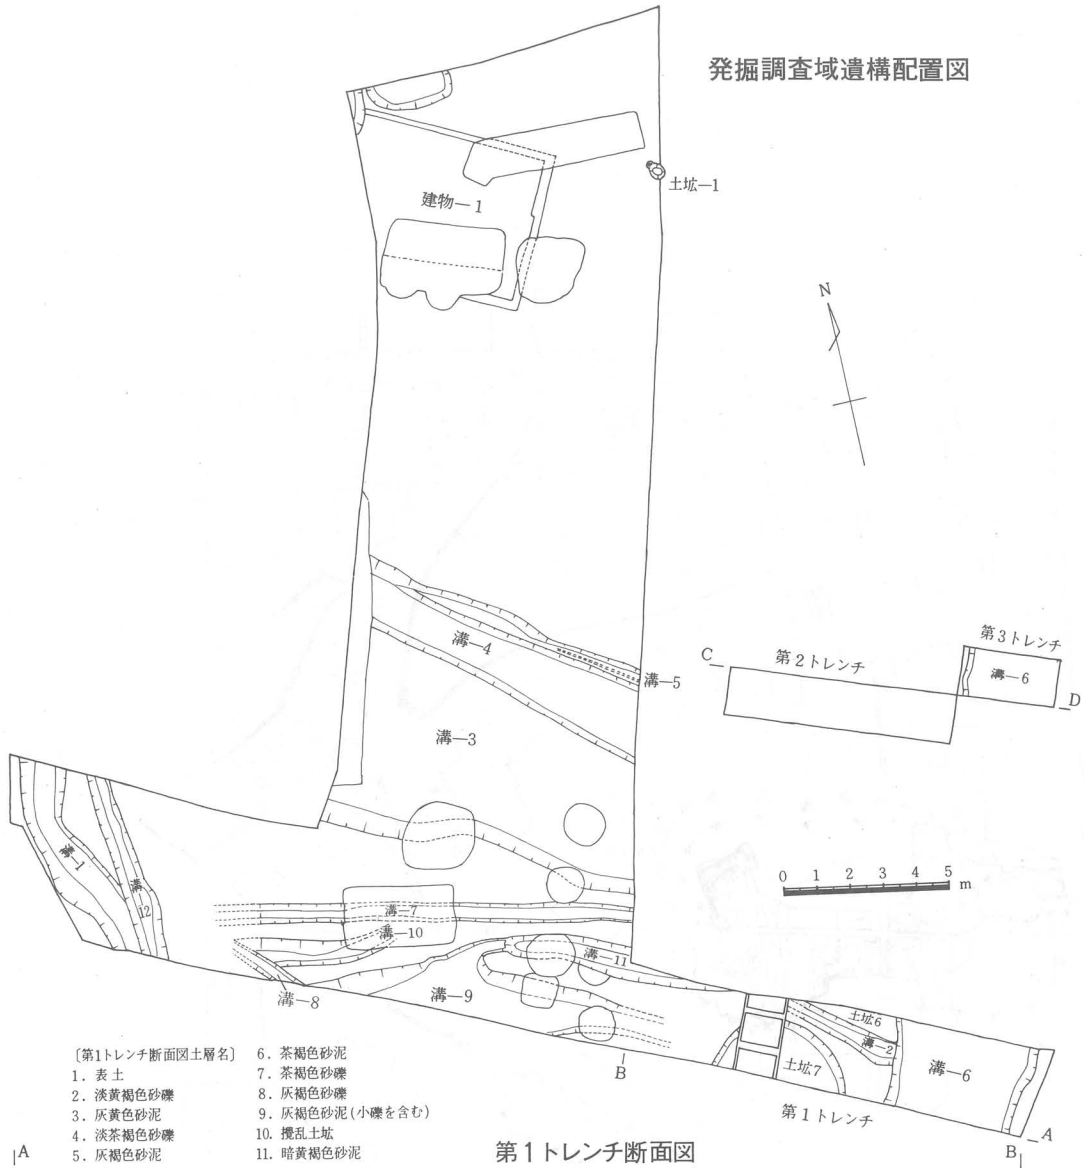 発掘調査域遺構配置図
土坛—1
建物—1
N
溝—4
溝—5
溝—3
C
第2トレンチ
第3トレンチ
溝—6
D
0 1 2 3 4 5 m
溝—1
溝
12
溝—7
溝—10
溝—11
溝—8
溝—9
土坛6
溝—2
土坛7
溝—6
B
第1トレンチ
A
B
〔第1トレンチ断面図土層名〕
1. 表土
2. 淡黄褐色砂礫
3. 灰黄色砂泥
4. 淡茶褐色砂礫
5. 灰褐色砂泥
6. 茶褐色砂泥
7. 茶褐色砂礫
8. 灰褐色砂礫
9. 灰褐色砂泥(小礫を含む)
10. 攪乱土坛
11. 暗黄褐色砂泥
A
第1トレンチ断面図